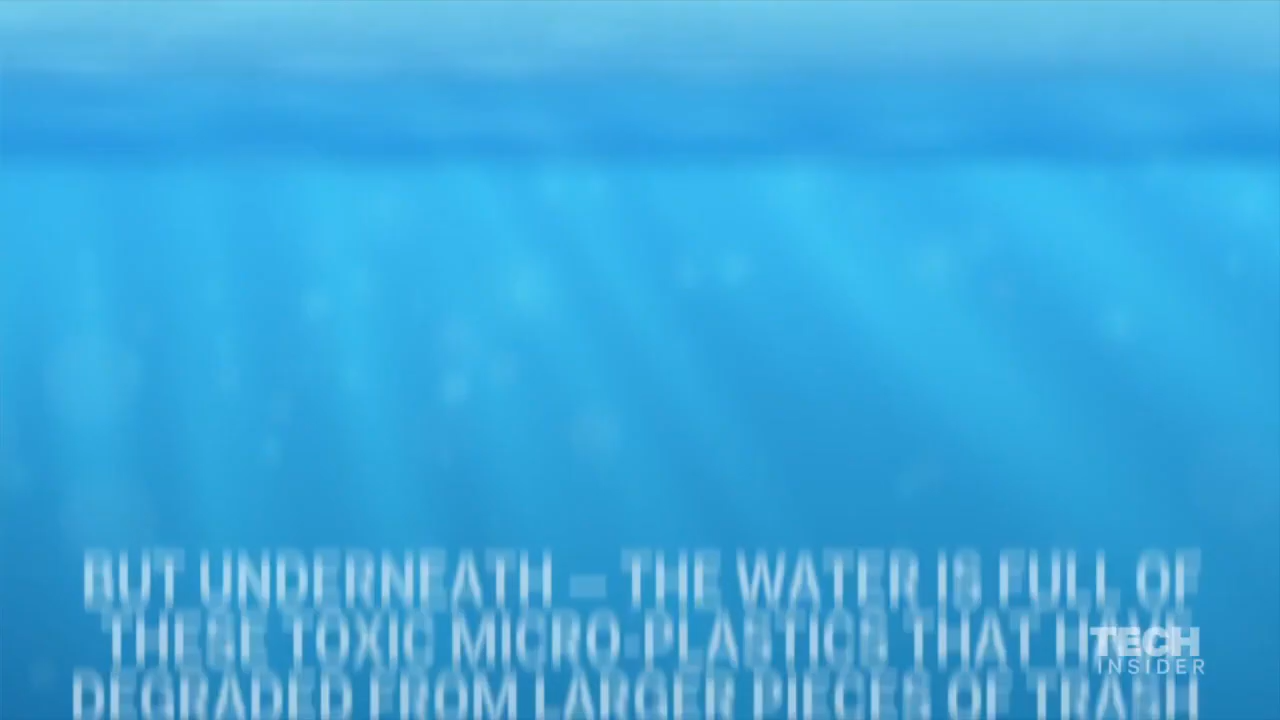 BUT UNDERNEATH – THE WATER IS FULL OF
THESE TOXIC MICRO-PLASTICS THAT HAVE
DEGRADED FROM LARGER PIECES OF TRASH
TECH
INSIDER